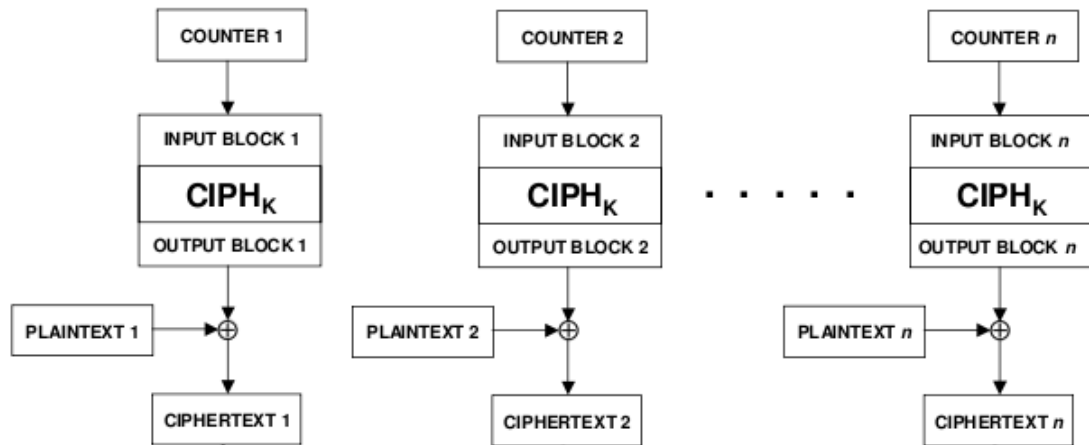 COUNTER 1
COUNTER 2
COUNTER n
INPUT BLOCK 1
INPUT BLOCK 2
INPUT BLOCK n
CIPHK
CIPHK
CIPHK
OUTPUT BLOCK 1
OUTPUT BLOCK 2
OUTPUT BLOCK n
PLAINTEXT 1
PLAINTEXT 2
PLAINTEXT n
CIPHERTEXT 1
CIPHERTEXT 2
CIPHERTEXT n